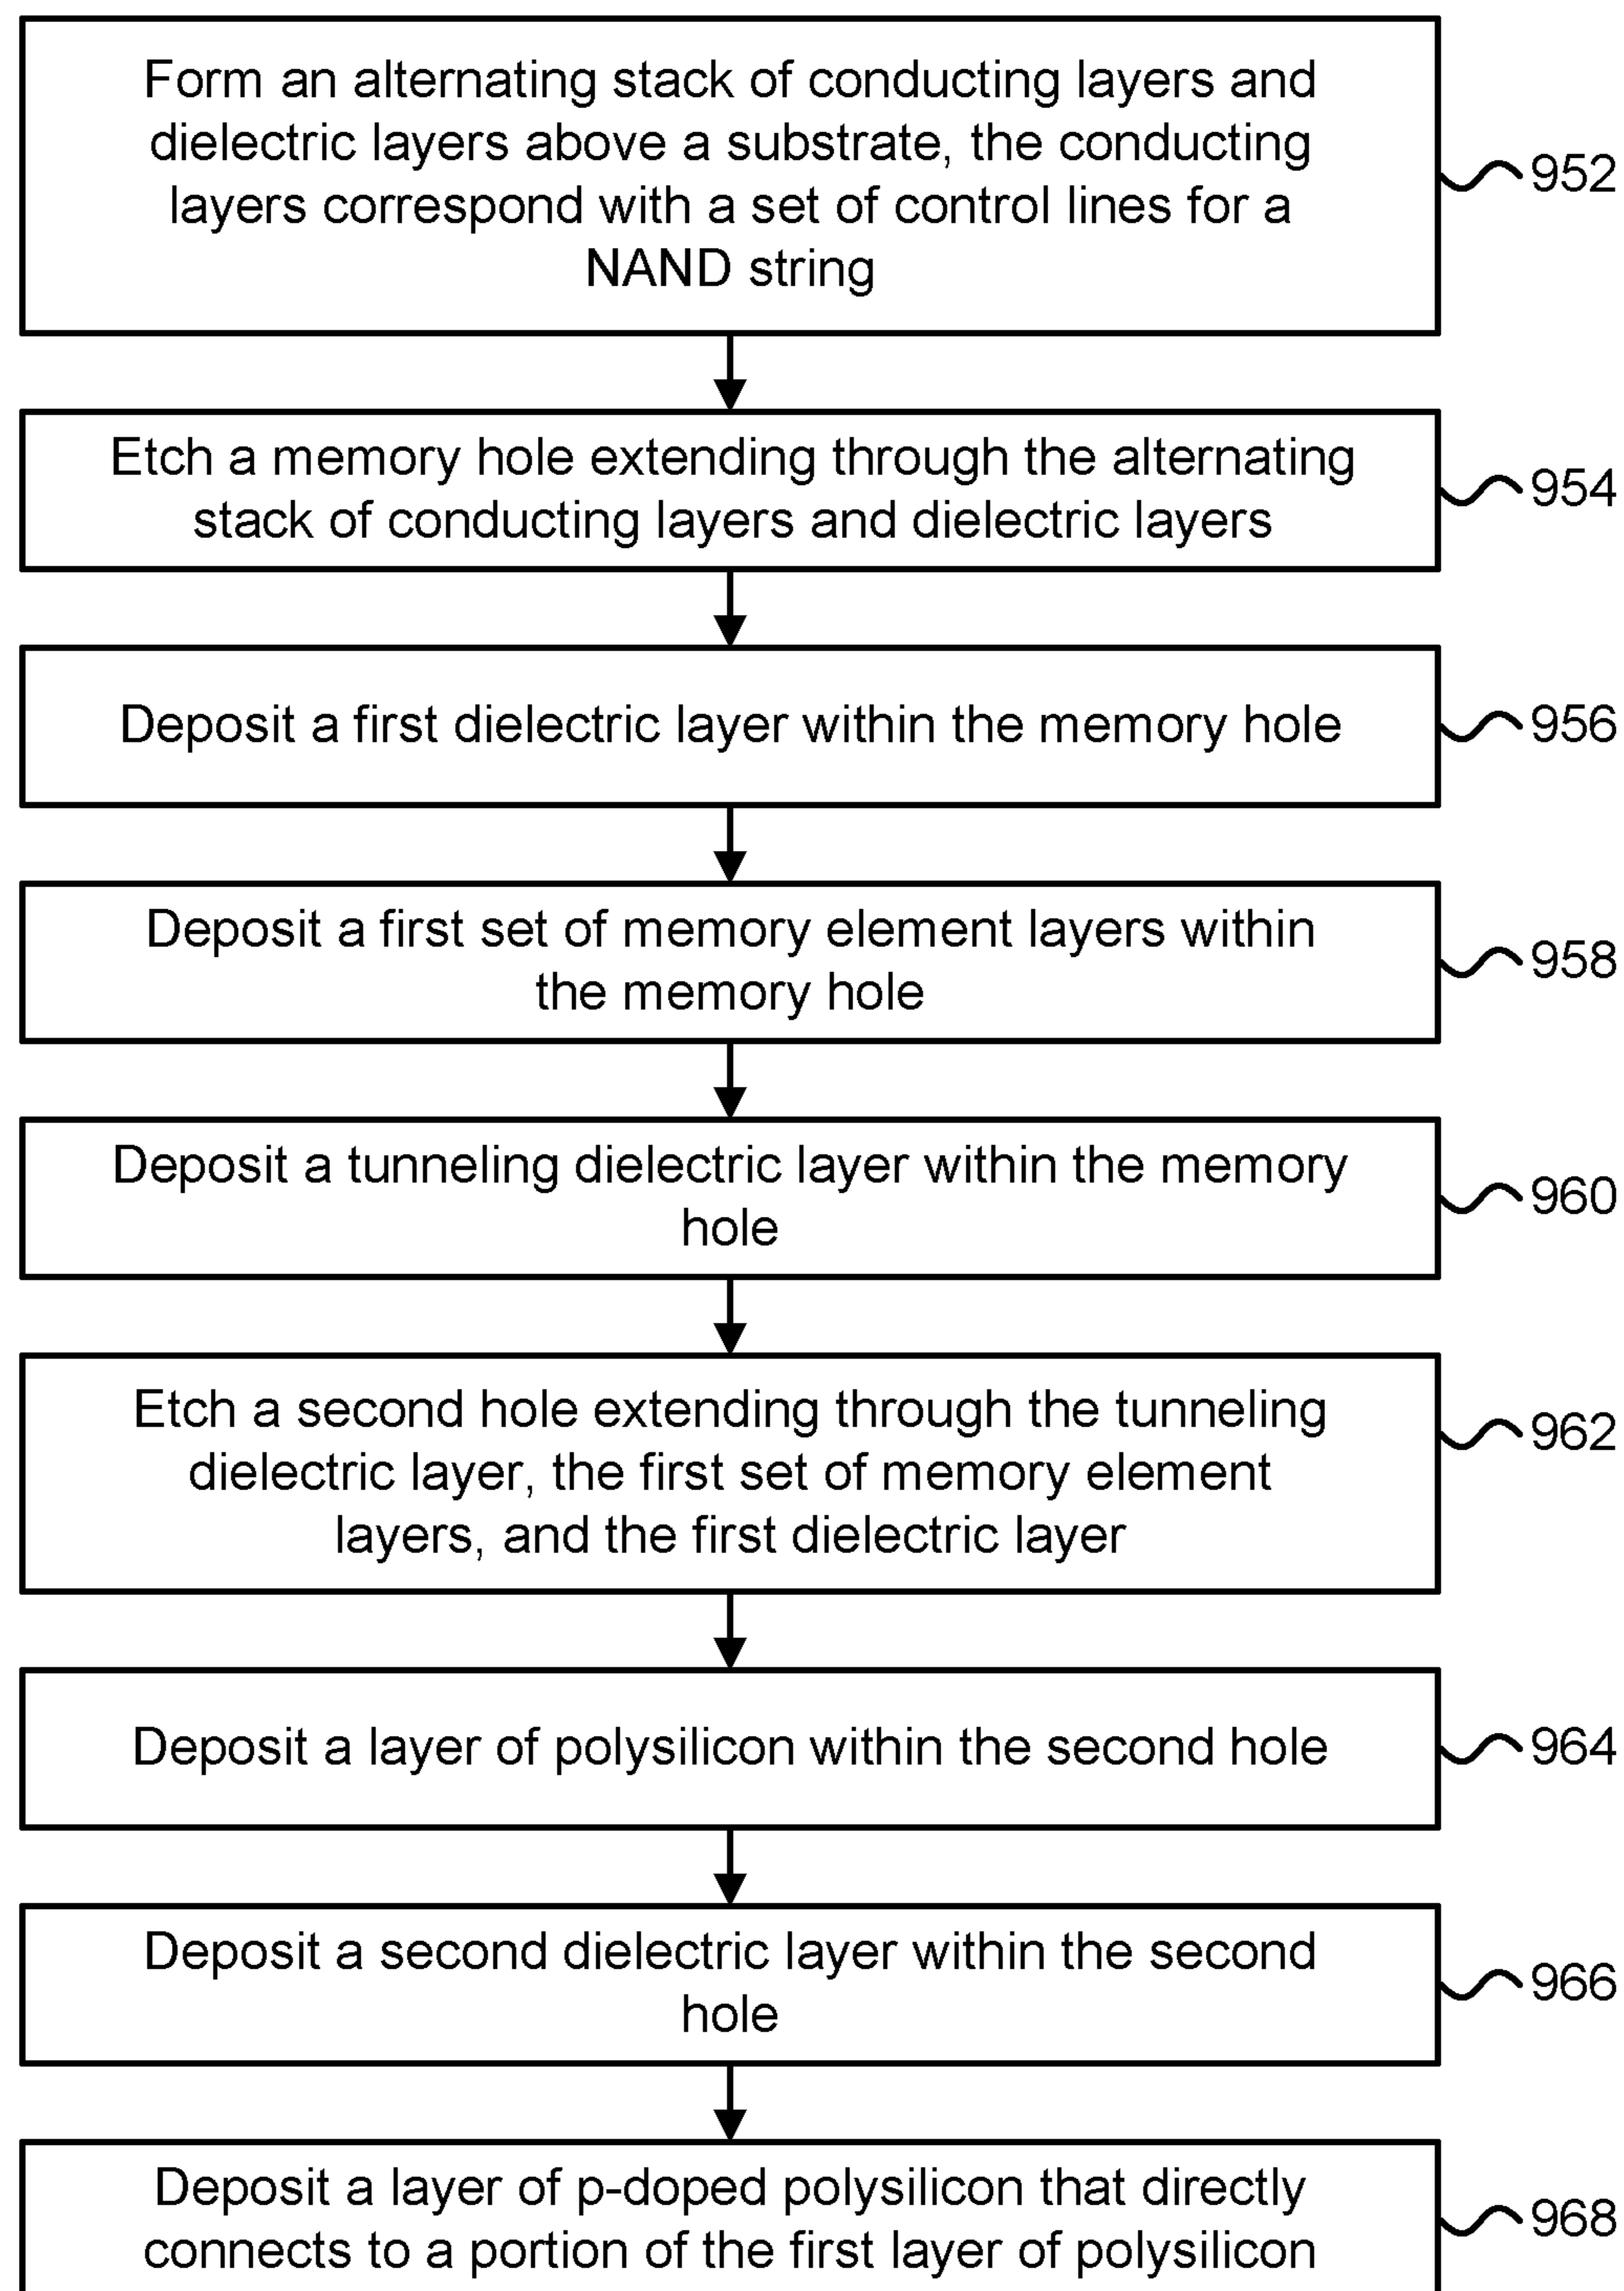 Form an alternating stack of conducting layers and
dielectric layers above a substrate, the conducting
layers correspond with a set of control lines for a
NAND string
952
Etch a memory hole extending through the alternating
stack of conducting layers and dielectric layers
954
Deposit a first dielectric layer within the memory hole
956
Deposit a first set of memory element layers within
the memory hole
958
Deposit a tunneling dielectric layer within the memory
hole
960
Etch a second hole extending through the tunneling
dielectric layer, the first set of memory element
layers, and the first dielectric layer
962
Deposit a layer of polysilicon within the second hole
964
Deposit a second dielectric layer within the second
hole
966
Deposit a layer of p-doped polysilicon that directly
connects to a portion of the first layer of polysilicon
968